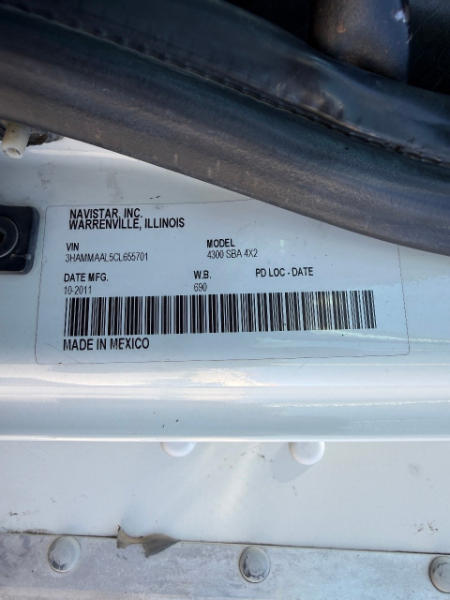 NAVISTAR, INC.
WARRENVILLE, ILLINOIS
VIN MODEL
3HAMMAAL5CL655701 4300 SBA 4X2
DATE MFG. W.B. PD LOC - DATE
10-2011 690
MADE IN MEXICO